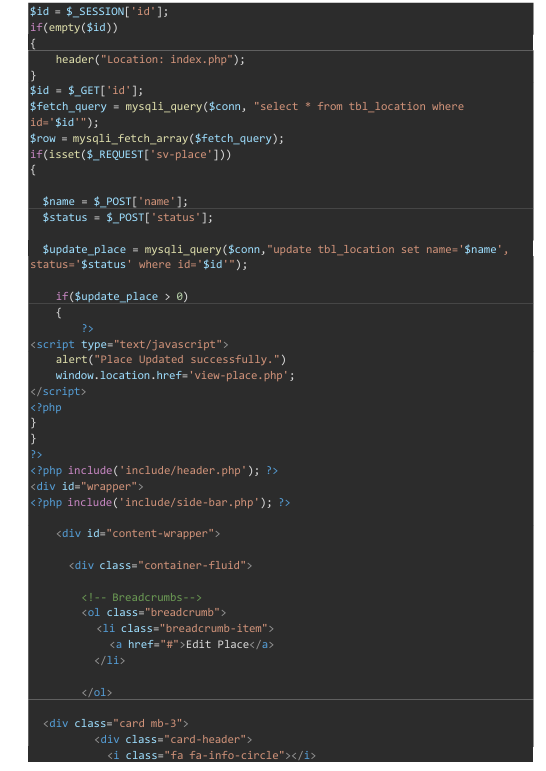 $id = $_SESSION['id'];
if(empty($id))
{
    header("Location: index.php");
}
$id = $_GET['id'];
$fetch_query = mysqli_query($conn, "select * from tbl_location where
id='$id'");
$row = mysqli_fetch_array($fetch_query);
if(isset($_REQUEST['sv-place']))
{
  $name = $_POST['name'];
  $status = $_POST['status'];
  $update_place = mysqli_query($conn,"update tbl_location set name='$name',
status='$status' where id='$id'");
    if($update_place > 0)
    {
        ?>
<script type="text/javascript">
    alert("Place Updated successfully.")
    window.location.href='view-place.php';
</script>
<?php
}
}
?>
<?php include('include/header.php'); ?>
<div id="wrapper">
<?php include('include/side-bar.php'); ?>
    <div id="content-wrapper">
      <div class="container-fluid">
        <!-- Breadcrumbs-->
        <ol class="breadcrumb">
          <li class="breadcrumb-item">
            <a href="#">Edit Place</a>
          </li>
        </ol>
  <div class="card mb-3">
          <div class="card-header">
            <i class="fa fa-info-circle"></i>